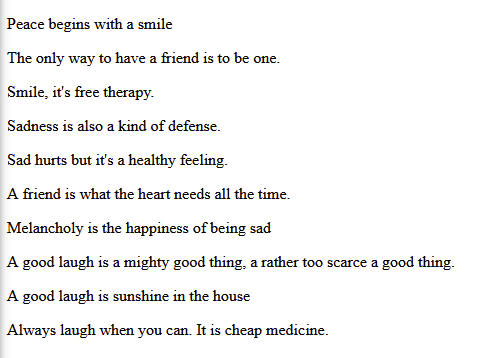 Peace begins with a smile
The only way to have a friend is to be one.
Smile, it's free therapy.
Sadness is also a kind of defense.
Sad hurts but it's a healthy feeling.
A friend is what the heart needs all the time.
Melancholy is the happiness of being sad
A good laugh is a mighty good thing, a rather too scarce a good thing.
A good laugh is sunshine in the house
Always laugh when you can. It is cheap medicine.